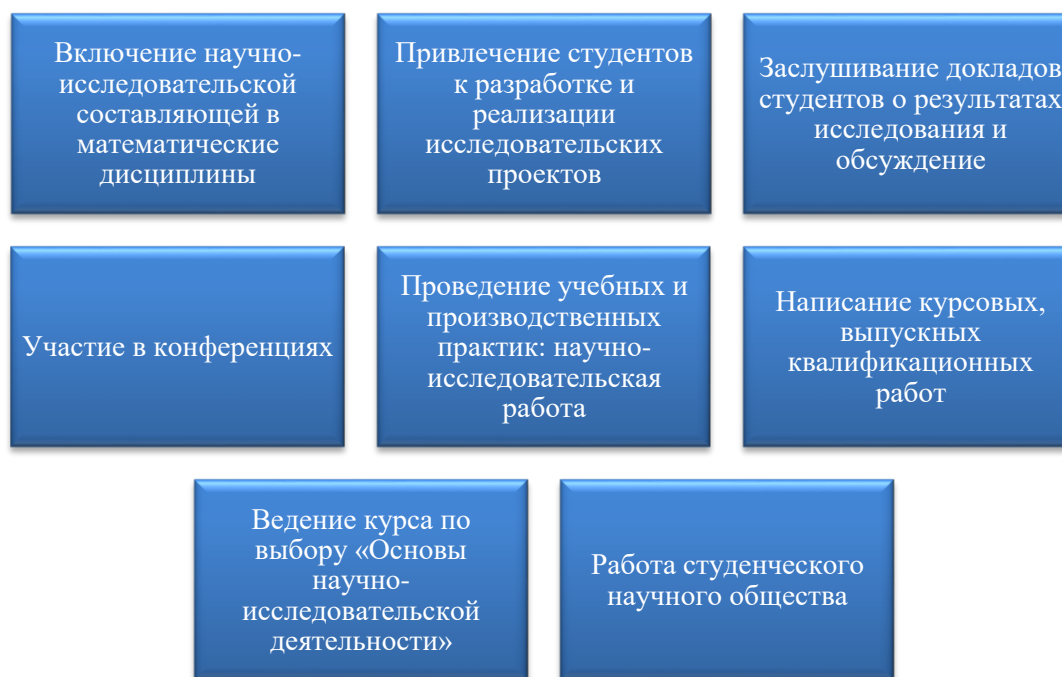 Включение научно-
исследовательской
составляющей в
математические
дисциплины
Привлечение студентов
к разработке и
реализации
исследовательских
проектов
Заслушивание докладов
студентов о результатах
исследования и
обсуждение
Участие в конференциях
Проведение учебных и
производственных
практик: научно-
исследовательская
работа
Написание курсовых,
выпускных
квалификационных
работ
Ведение курса по
выбору «Основы
научно-
исследовательской
деятельности»
Работа студенческого
научного общества